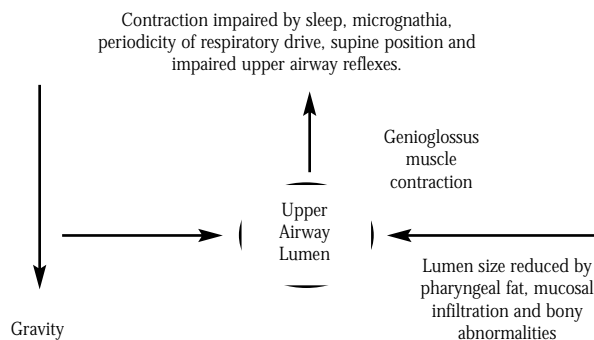 Contraction impaired by sleep, micrognathia,
periodicity of respiratory drive, supine position and
impaired upper airway reflexes.
Genioglossus
muscle
contraction
Upper
Airway
Lumen
Lumen size reduced by
pharyngeal fat, mucosal
infiltration and bony
abnormalities
Gravity